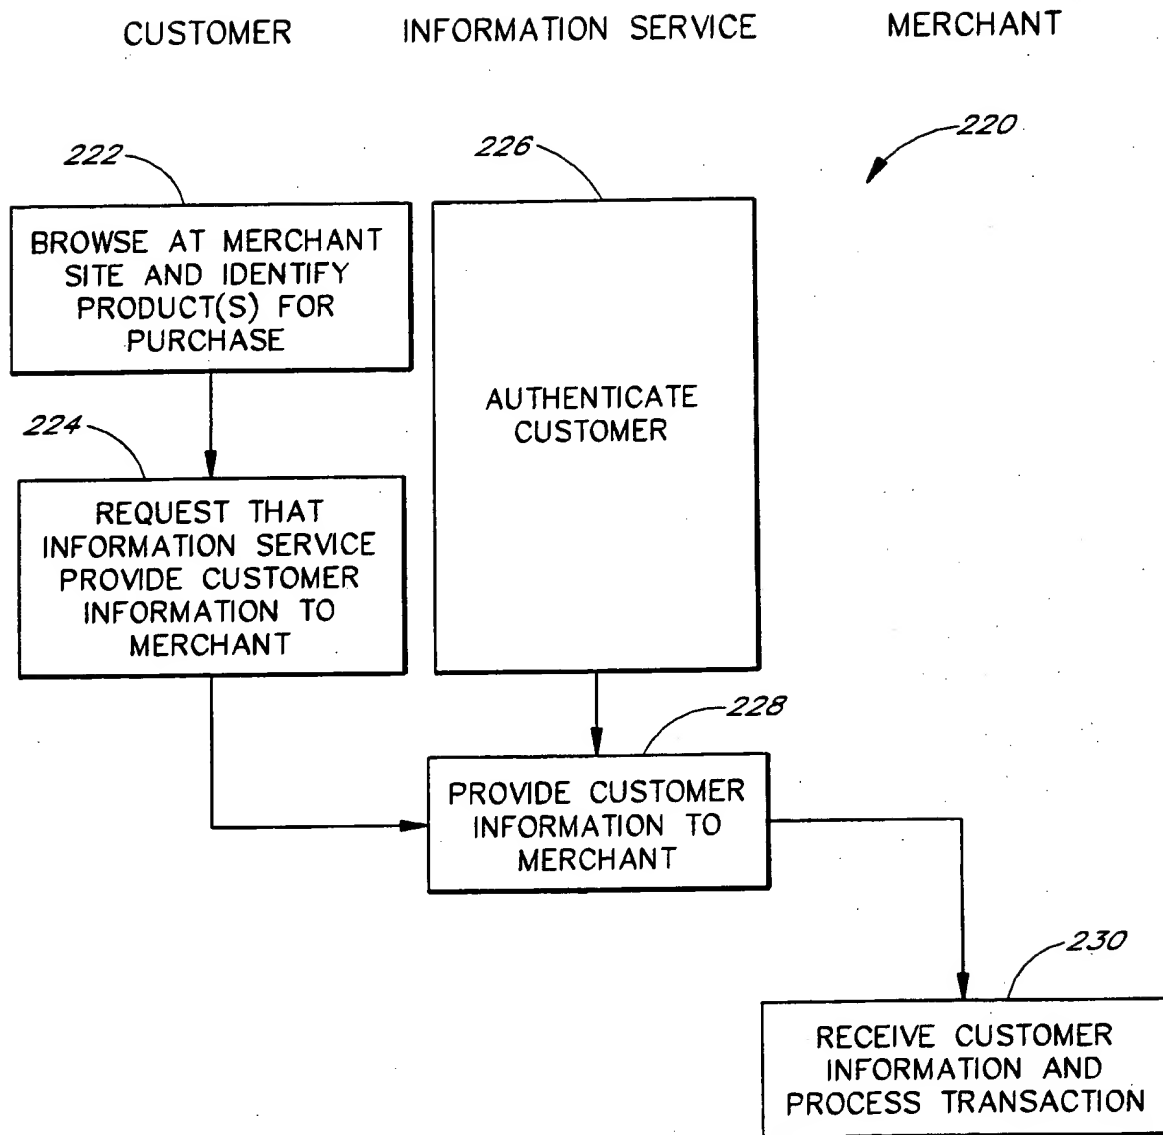 CUSTOMER INFORMATION SERVICE MERCHANT
220
222
226
BROWSE AT MERCHANT
SITE AND IDENTIFY
PRODUCT(S) FOR
PURCHASE
AUTHENTICATE
CUSTOMER
224
REQUEST THAT
INFORMATION SERVICE
PROVIDE CUSTOMER
INFORMATION TO
MERCHANT
228
PROVIDE CUSTOMER
INFORMATION TO
MERCHANT
230
RECEIVE CUSTOMER
INFORMATION AND
PROCESS TRANSACTION